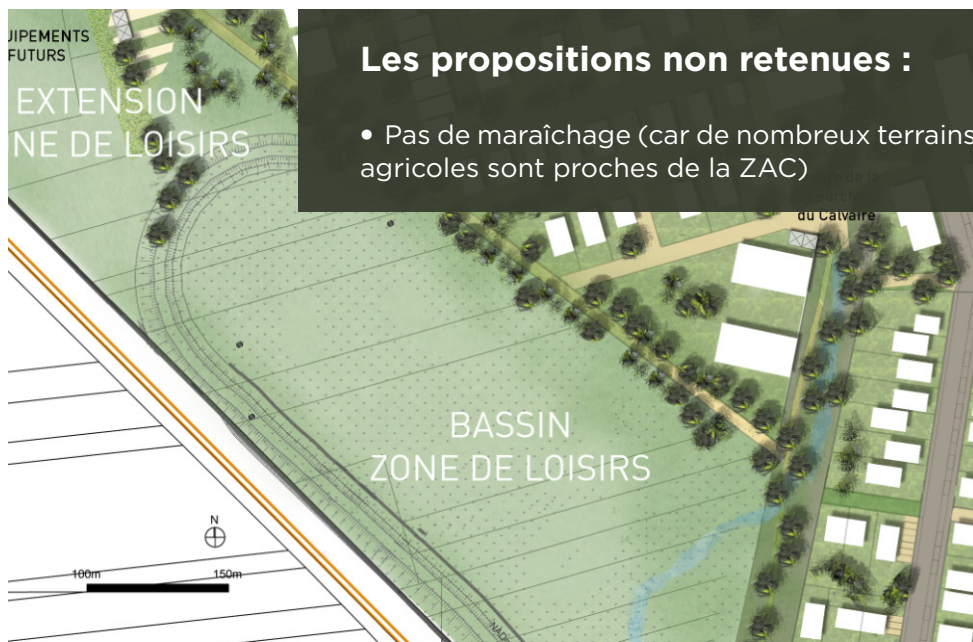 UIPEMENTS
FUTURS
EXTENSION
NE DE LOISIRS
Les propositions non retenues :
• Pas de maraîchage (car de nombreux terrains
agricoles sont proches de la ZAC)
du Calvaire
BASSIN
ZONE DE LOISIRS
N
100m 150m